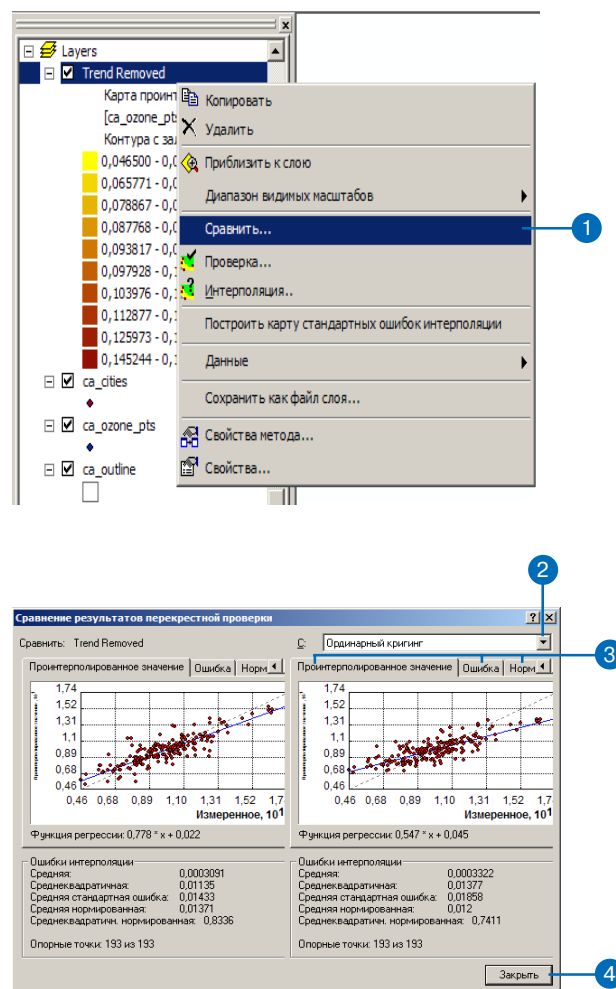 Layers
Trend Removed
Карта проинт
[ca_ozone_pts
Контура с зал
0,046500 - 0,0
0,065771 - 0,0
0,078867 - 0,0
0,087768 - 0,0
0,093817 - 0,0
0,097928 - 0,1
0,103976 - 0,1
0,112877 - 0,1
0,125973 - 0,1
0,145244 - 0,1
ca_cities
ca_ozone_pts
ca_outline
Копировать
Удалить
Приблизить к слою
Диапазон видимых масштабов
Сравнить...
1
Проверка...
Интерполяция..
Построить карту стандартных ошибок интерполяции
Данные
Сохранить как файл слоя...
Свойства метода...
Свойства...
2
Сравнение результатов перекрестной проверки
Сравнить: Trend Removed
С: Ординарный кригинг
3
Проинтерполированное значение Ошибка Норм
1,74
1,52
1,31
1,1
0,89
0,68
0,46
0,46 0,68 0,89 1,10 1,31 1,52 1,7
Измеренное, 10¹
Функция регрессии: 0,778 * x + 0,022
Ошибки интерполяции
Средняя: 0,0003091
Среднеквадратичная: 0,01135
Средняя стандартная ошибка: 0,01433
Средняя нормированная: 0,01371
Среднеквадратичн. нормированная: 0,8336
Опорные точки: 193 из 193
Проинтерполированное значение Ошибка Норм
1,74
1,52
1,31
1,1
0,89
0,68
0,46
0,46 0,68 0,89 1,10 1,31 1,52 1,7
Измеренное, 10¹
Функция регрессии: 0,547 * x + 0,045
Ошибки интерполяции
Средняя: 0,0003322
Среднеквадратичная: 0,01377
Средняя стандартная ошибка: 0,01858
Средняя нормированная: 0,012
Среднеквадратичн. нормированная: 0,7411
Опорные точки: 193 из 193
Закрыть
4